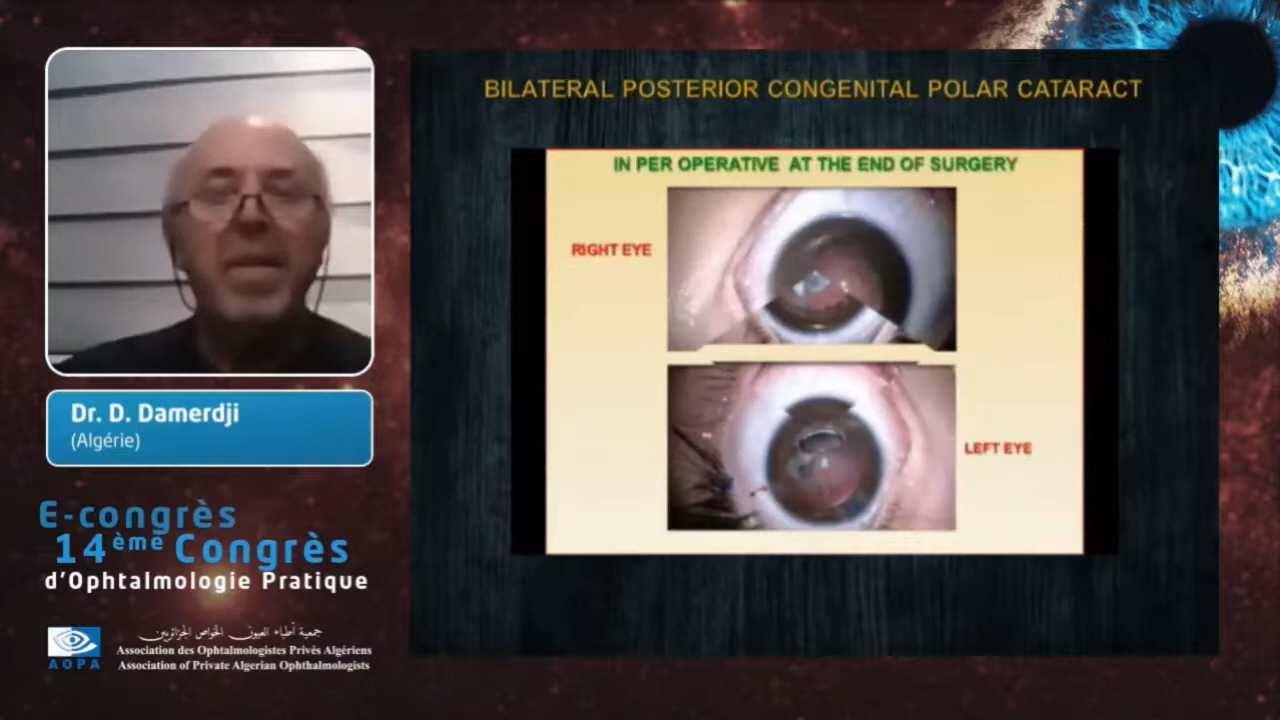 BILATERAL POSTERIOR CONGENITAL POLAR CATARACT
IN PER OPERATIVE AT THE END OF SURGERY
RIGHT EYE
LEFT EYE
Dr. D. Damerdji
(Algérie)
E-congrès
14ème Congrès
d'Ophtalmologie Pratique
جمعية أطباء العيون الخواص الجزائريين
AOPA
Association des Ophtalmologistes Privés Algériens
Association of Private Algerian Ophthalmologists